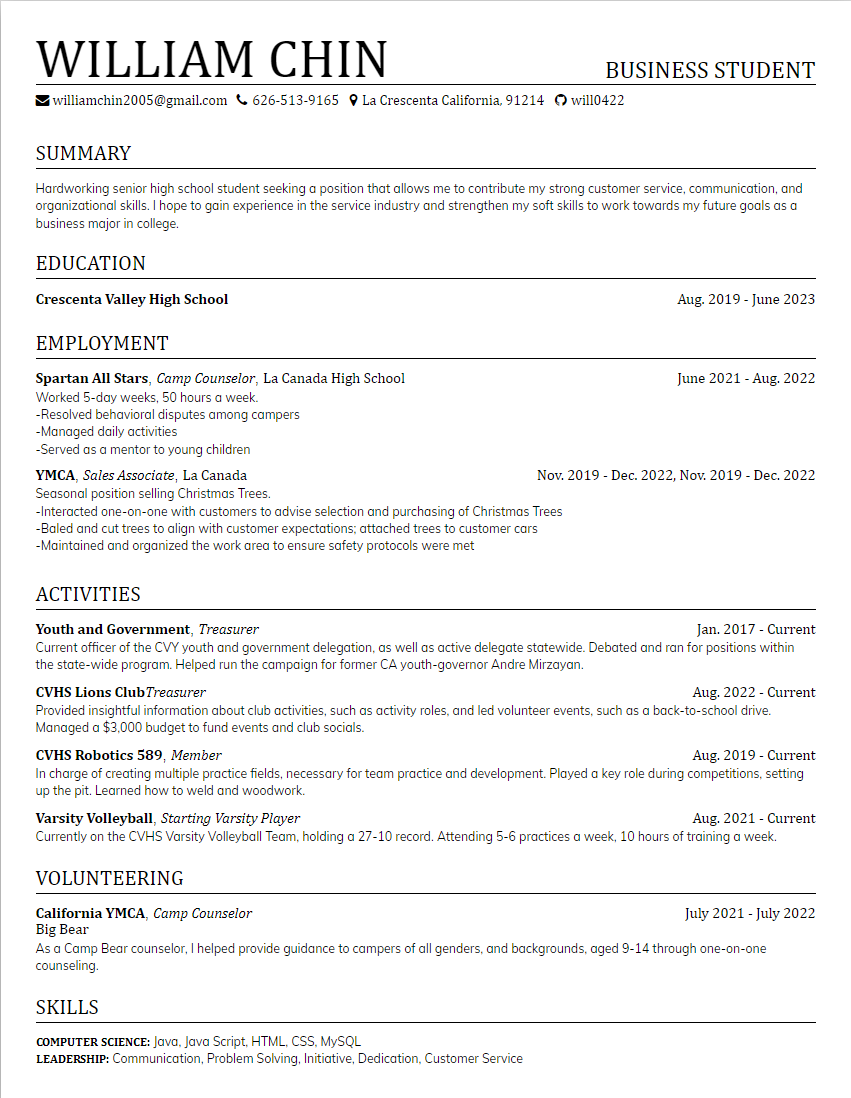 WILLIAM CHIN
BUSINESS STUDENT
williamchin2005@gmail.com 626-513-9165 La Crescenta California, 91214 will0422
SUMMARY
Hardworking senior high school student seeking a position that allows me to contribute my strong customer service, communication, and
organizational skills. I hope to gain experience in the service industry and strengthen my soft skills to work towards my future goals as a
business major in college.
EDUCATION
Crescenta Valley High School Aug. 2019 - June 2023
EMPLOYMENT
Spartan All Stars, Camp Counselor, La Canada High School June 2021 - Aug. 2022
Worked 5-day weeks, 50 hours a week.
-Resolved behavioral disputes among campers
-Managed daily activities
-Served as a mentor to young children
YMCA, Sales Associate, La Canada Nov. 2019 - Dec. 2022, Nov. 2019 - Dec. 2022
Seasonal position selling Christmas Trees.
-Interacted one-on-one with customers to advise selection and purchasing of Christmas Trees
-Baled and cut trees to align with customer expectations; attached trees to customer cars
-Maintained and organized the work area to ensure safety protocols were met
ACTIVITIES
Youth and Government, Treasurer Jan. 2017 - Current
Current officer of the CVY youth and government delegation, as well as active delegate statewide. Debated and ran for positions within
the state-wide program. Helped run the campaign for former CA youth-governor Andre Mirzayan.
CVHS Lions ClubTreasurer Aug. 2022 - Current
Provided insightful information about club activities, such as activity roles, and led volunteer events, such as a back-to-school drive.
Managed a $3,000 budget to fund events and club socials.
CVHS Robotics 589, Member Aug. 2019 - Current
In charge of creating multiple practice fields, necessary for team practice and development. Played a key role during competitions, setting
up the pit. Learned how to weld and woodwork.
Varsity Volleyball, Starting Varsity Player Aug. 2021 - Current
Currently on the CVHS Varsity Volleyball Team, holding a 27-10 record. Attending 5-6 practices a week, 10 hours of training a week.
VOLUNTEERING
California YMCA, Camp Counselor July 2021 - July 2022
Big Bear
As a Camp Bear counselor, I helped provide guidance to campers of all genders, and backgrounds, aged 9-14 through one-on-one
counseling.
SKILLS
COMPUTER SCIENCE: Java, Java Script, HTML, CSS, MySQL
LEADERSHIP: Communication, Problem Solving, Initiative, Dedication, Customer Service